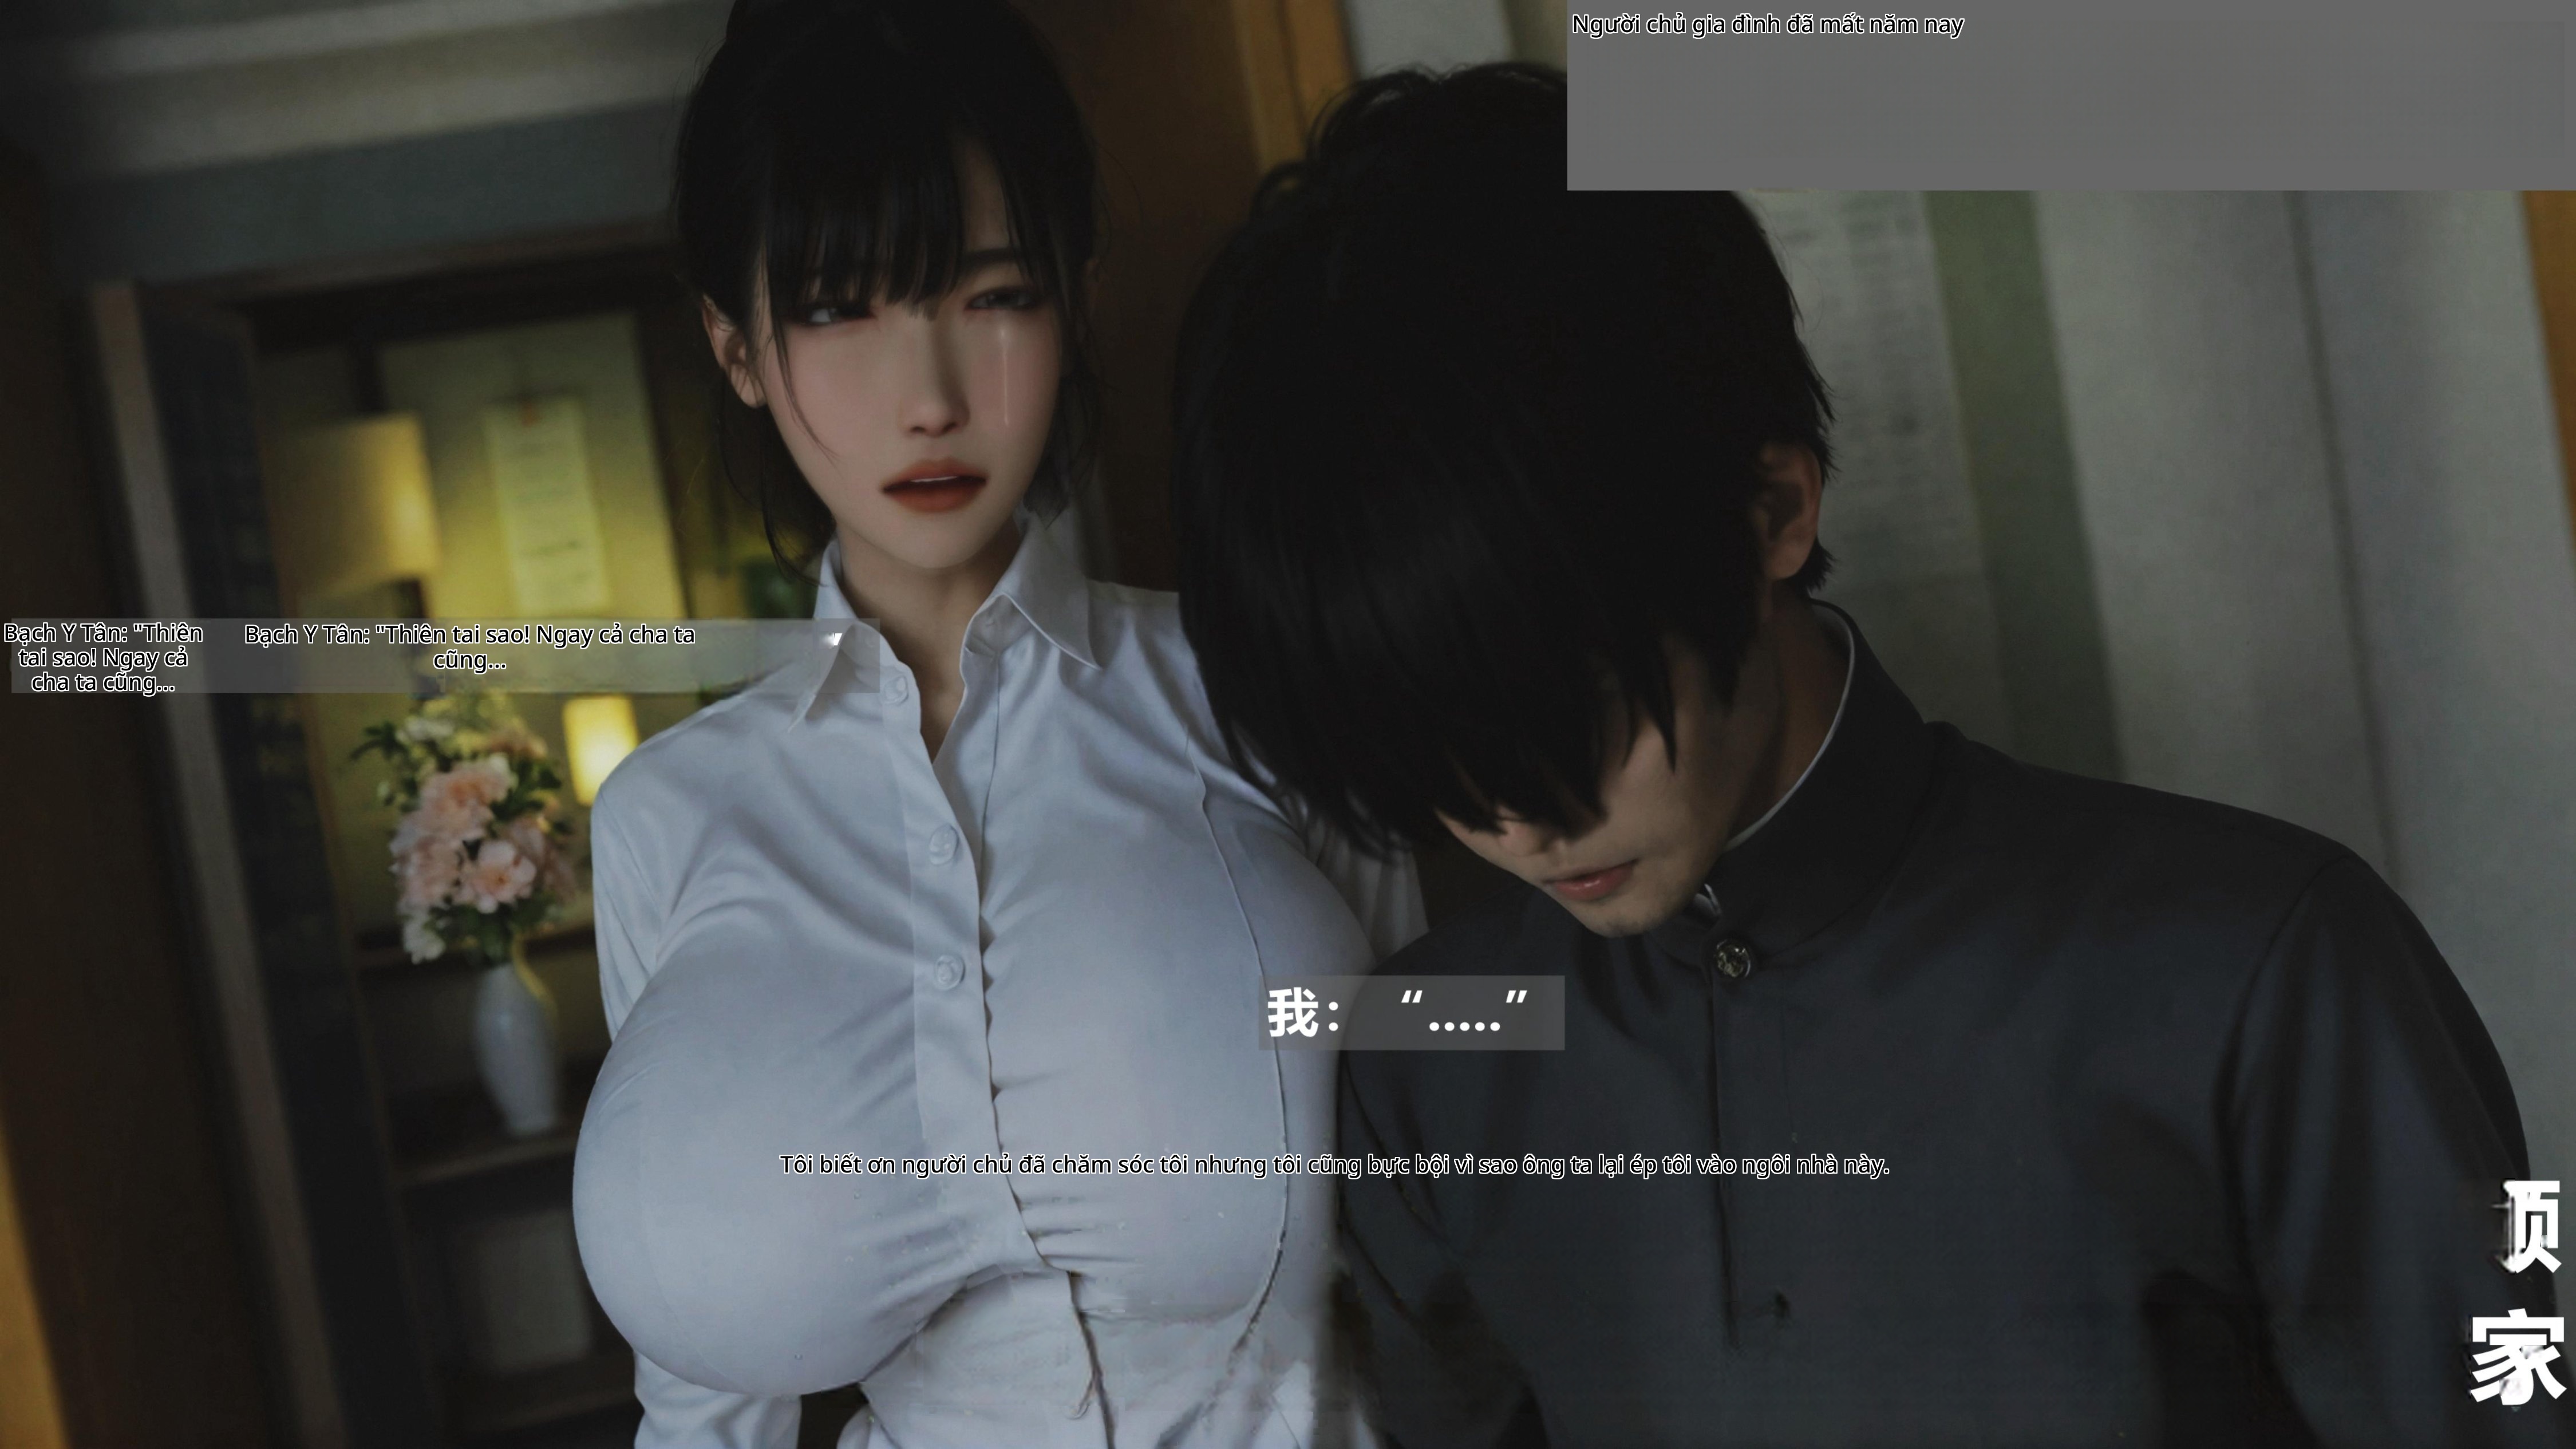 Người chủ gia đình đã mất năm nay
Bạch Y Tân: "Thiên
tai sao! Ngay cả
cha ta cũng...
Bạch Y Tân: "Thiên tai sao! Ngay cả cha ta
cũng...
我： “.....”
Tôi biết ơn người chủ đã chăm sóc tôi nhưng tôi cũng bực bội vì sao ông ta lại ép tôi vào ngôi nhà này.
顶
家